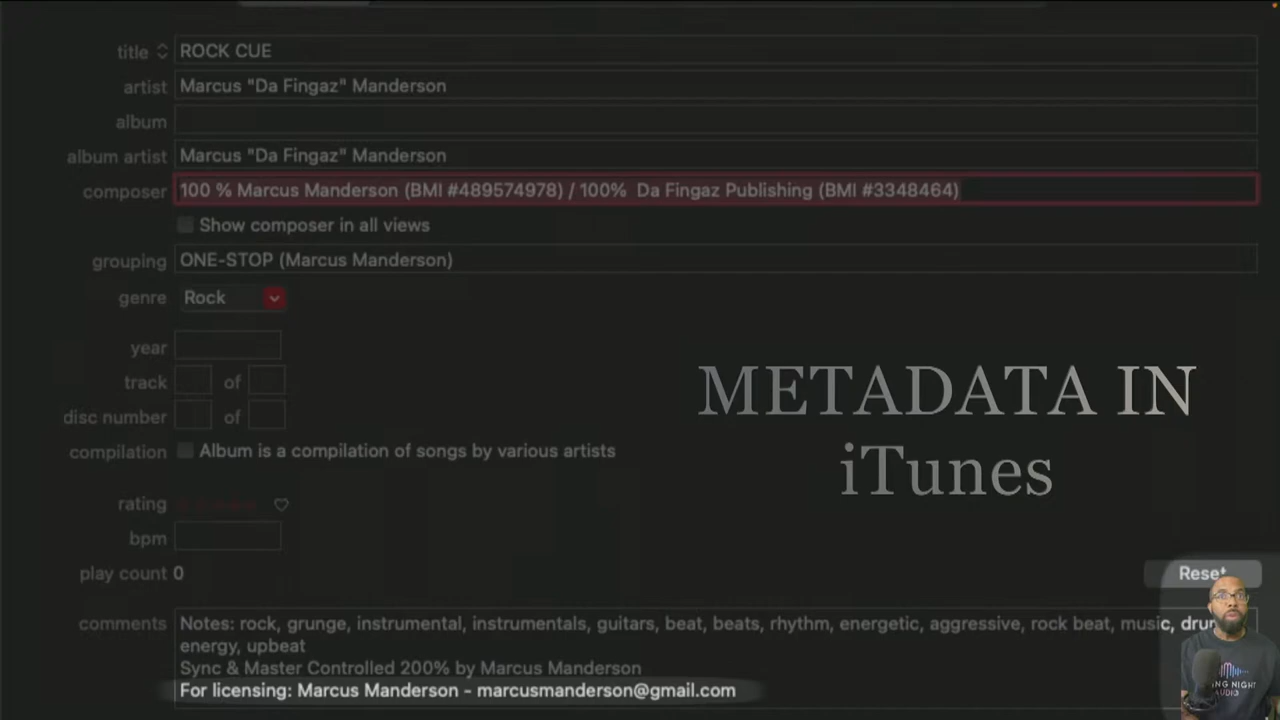 title ROCK CUE
artist Marcus "Da Fingaz" Manderson
album
album artist Marcus "Da Fingaz" Manderson
composer 100 % Marcus Manderson (BMI #489574978) / 100%  Da Fingaz Publishing (BMI #3348464)
Show composer in all views
grouping ONE-STOP (Marcus Manderson)
genre Rock
year
track of
disc number of
compilation Album is a compilation of songs by various artists
rating
bpm
play count 0
METADATA IN
iTunes
Reset
comments Notes: rock, grunge, instrumental, instrumentals, guitars, beat, beats, rhythm, energetic, aggressive, rock beat, music,
energy, upbeat
Sync & Master Controlled 200% by Marcus Manderson
For licensing: Marcus Manderson - marcusmanderson@gmail.com
NIGHT